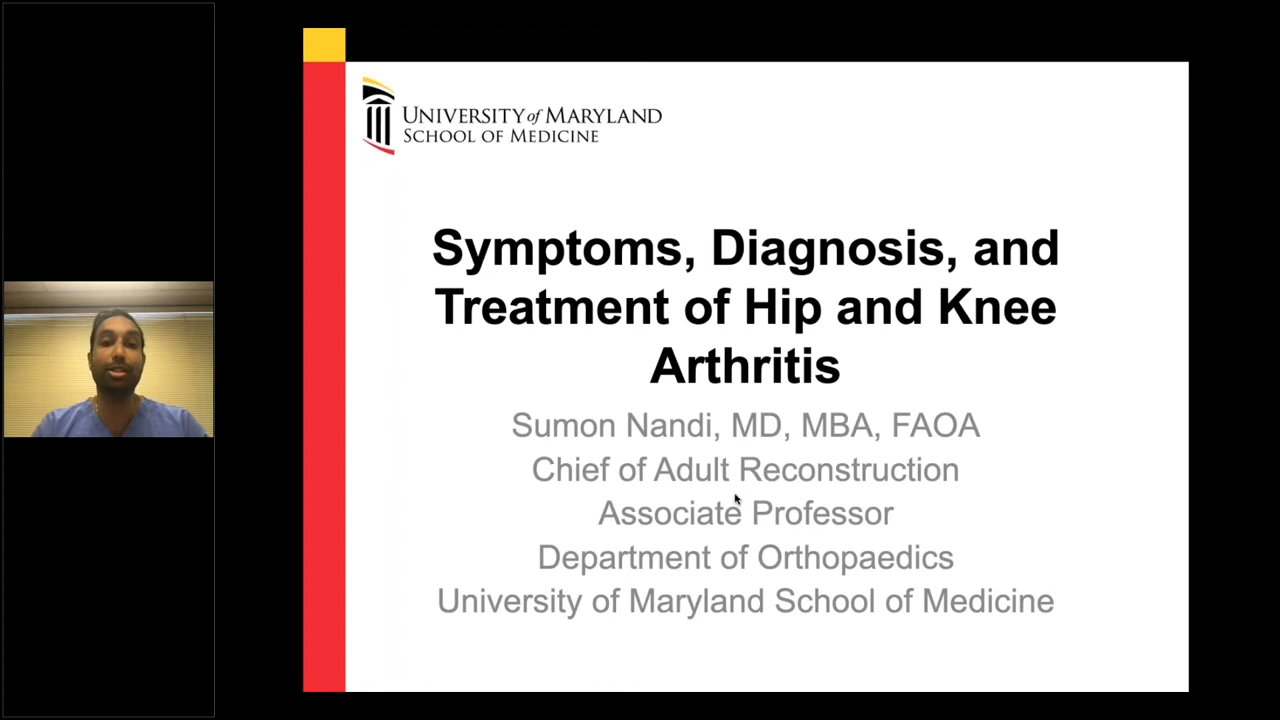 UNIVERSITY of MARYLAND
SCHOOL OF MEDICINE
Symptoms, Diagnosis, and
Treatment of Hip and Knee
Arthritis
Sumon Nandi, MD, MBA, FAOA
Chief of Adult Reconstruction
Associate Professor
Department of Orthopaedics
University of Maryland School of Medicine